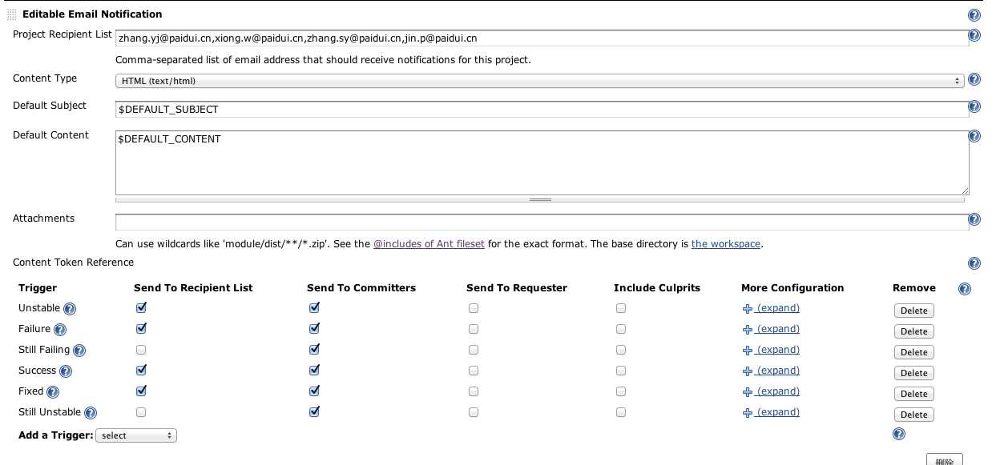 Editable Email Notification
Project Recipient List zhang.yj@paidui.cn,xiong.w@paidui.cn,zhang.sy@paidui.cn,jin.p@paidui.cn
Comma-separated list of email address that should receive notifications for this project.
Content Type HTML (text/html)
Default Subject $DEFAULT_SUBJECT
Default Content $DEFAULT_CONTENT
Attachments
Can use wildcards like 'module/dist/**/*.zip'. See the @includes of Ant fileset for the exact format. The base directory is the workspace.
Content Token Reference
Trigger Send To Recipient List Send To Committers Send To Requester Include Culprits More Configuration Remove
Unstable (expand) Delete
Failure (expand) Delete
Still Failing (expand) Delete
Success (expand) Delete
Fixed (expand) Delete
Still Unstable (expand) Delete
Add a Trigger: select
删除